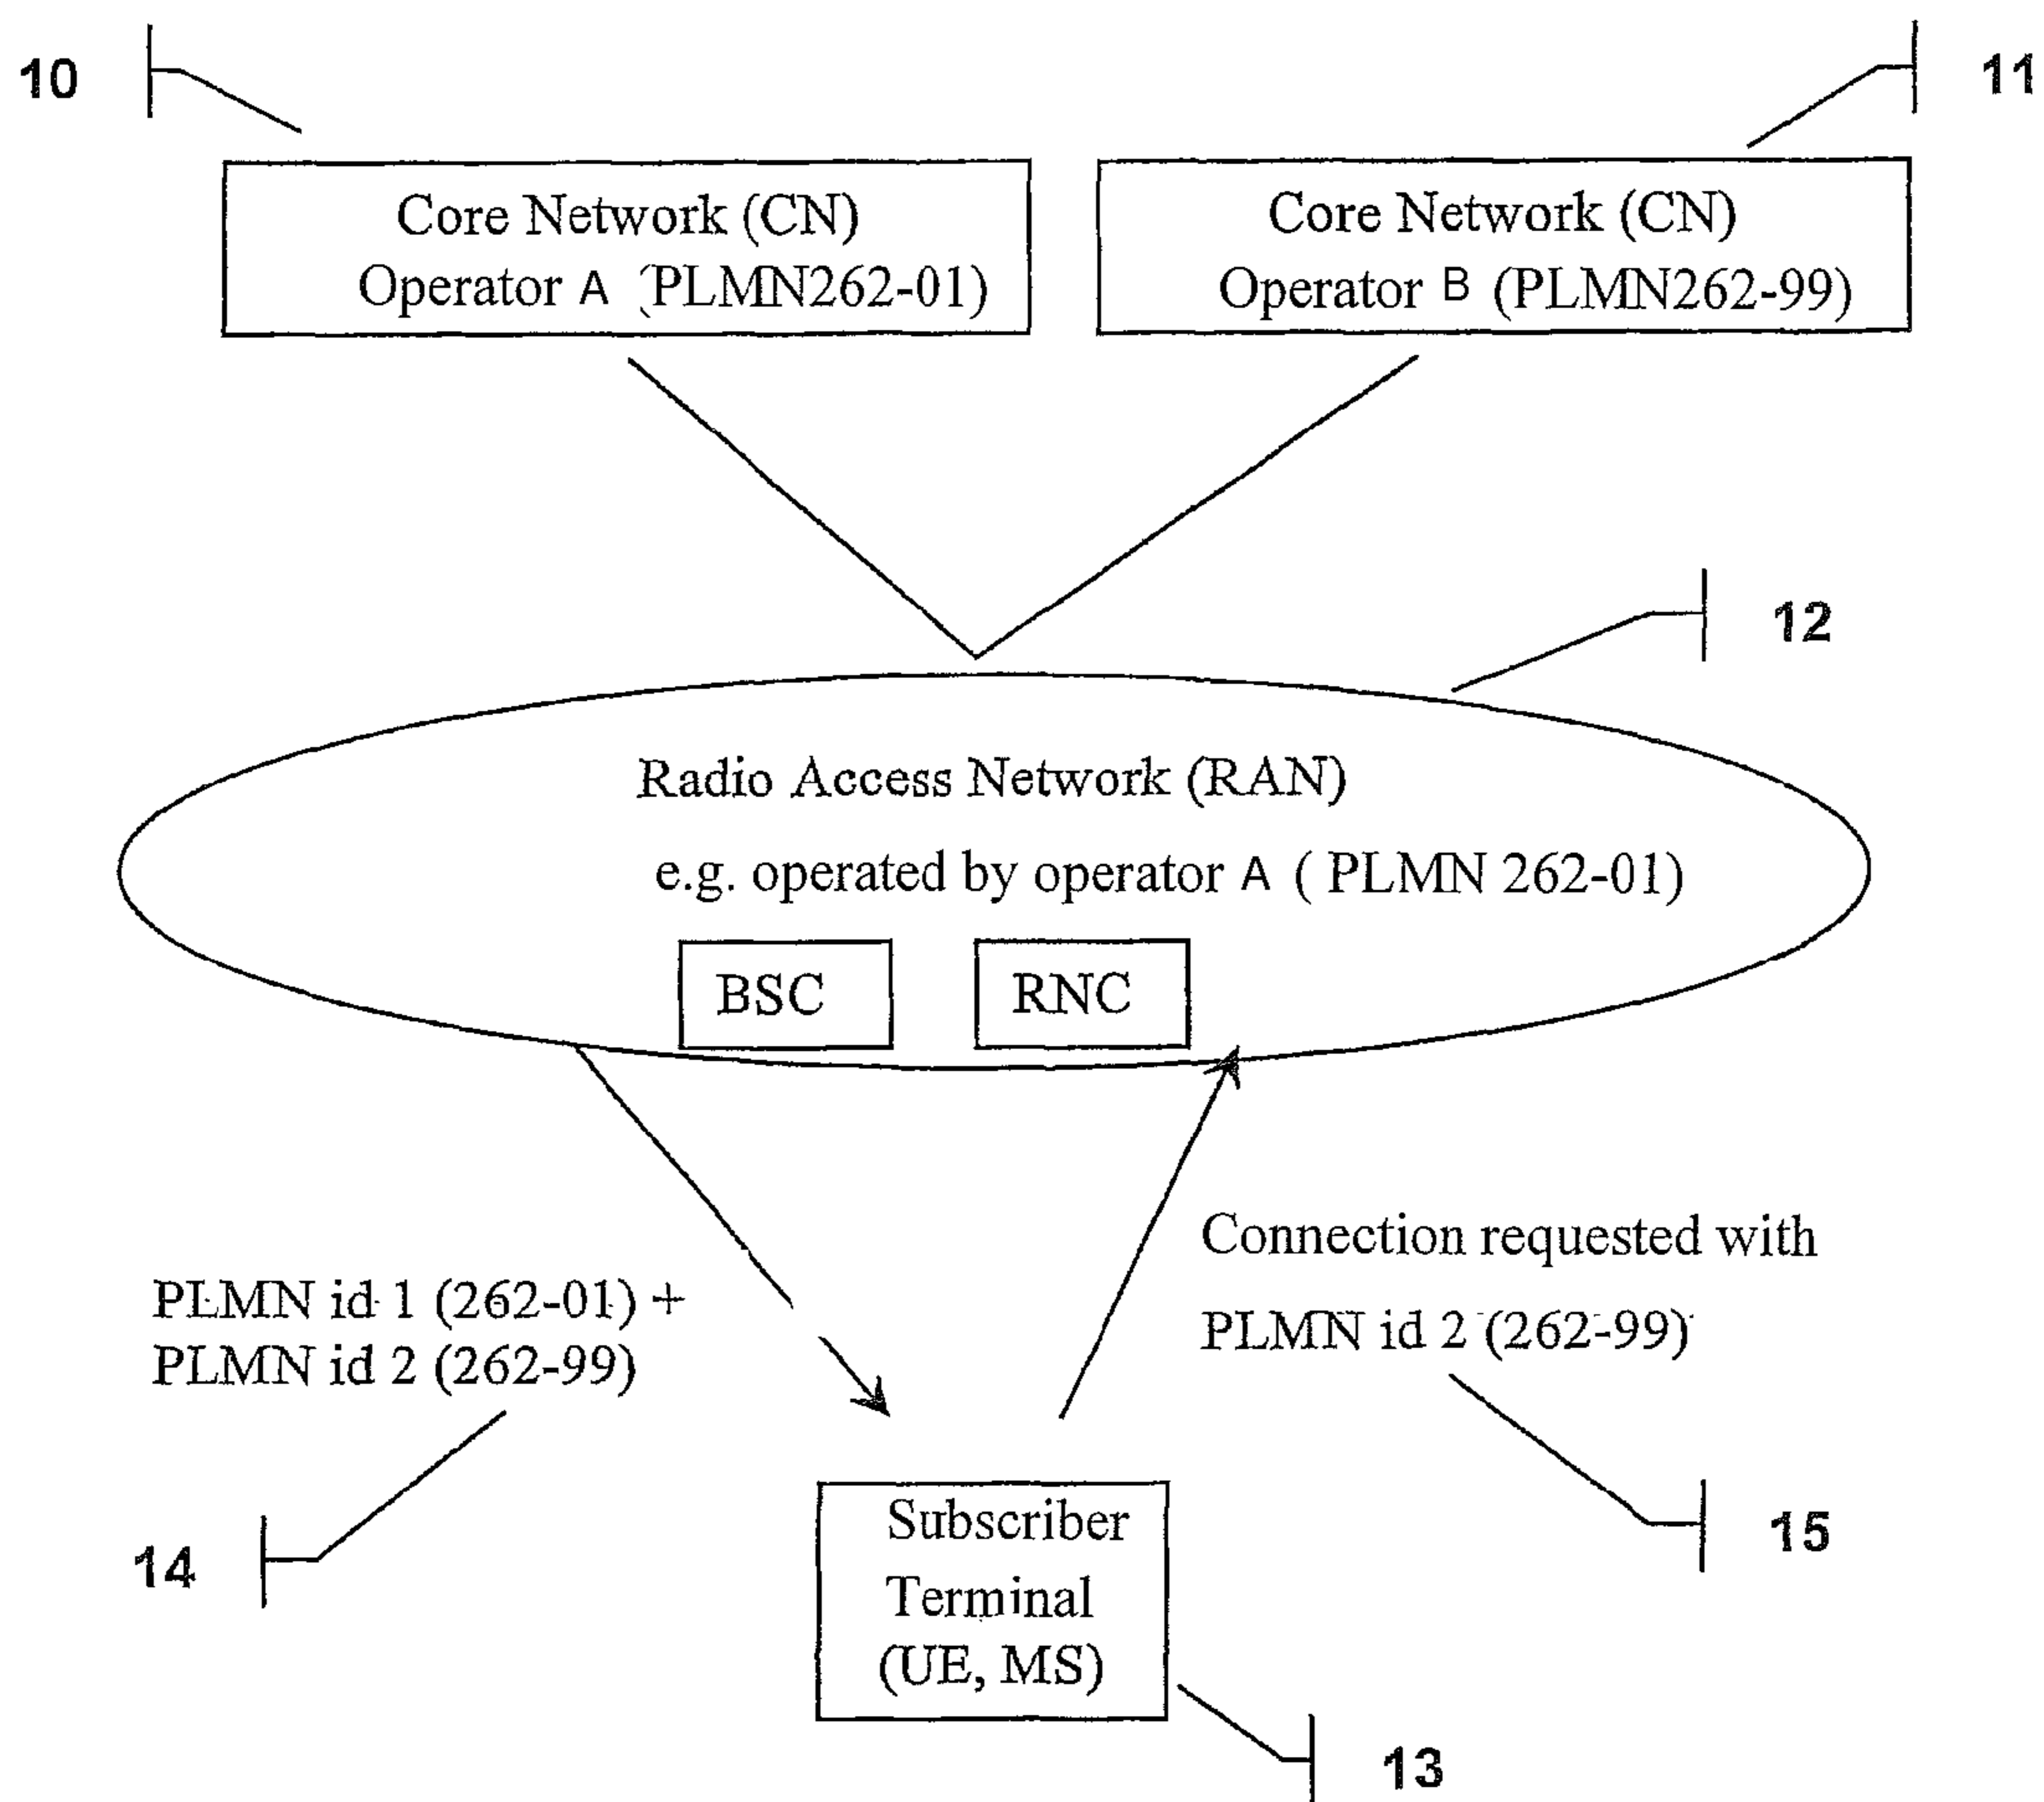 10
11
Core Network (CN)
Operator A (PLMN262-01)
Core Network (CN)
Operator B (PLMN262-99)
12
Radio Access Network (RAN)
e.g. operated by operator A ( PLMN 262-01)
BSC
RNC
PLMN id 1 (262-01) +
PLMN id 2 (262-99)
Connection requested with
PLMN id 2 (262-99)
14
15
Subscriber
Terminal
(UE, MS)
13